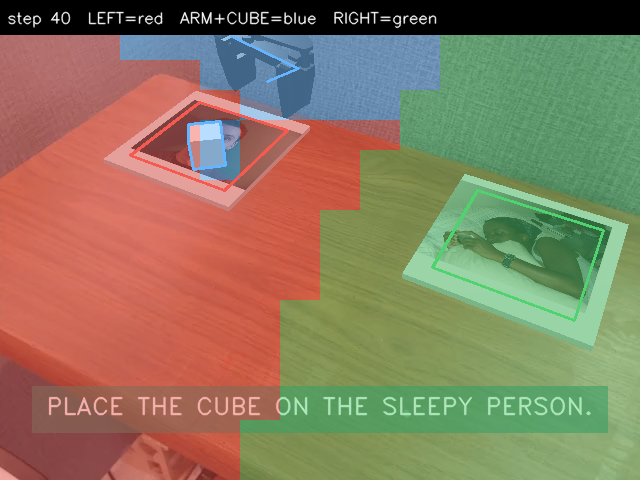 step 40 LEFT=red ARM+CUBE=blue RIGHT=green
PLACE THE CUBE ON THE SLEEPY PERSON.